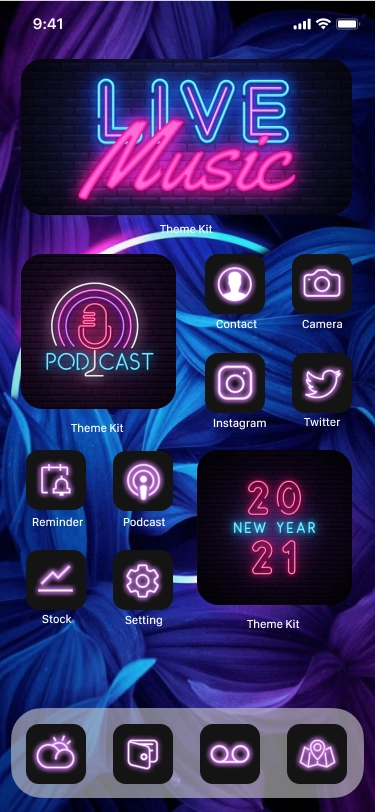 9:41
LIVE
Music
Theme Kit
PODCAST
Theme Kit
Contact
Camera
Instagram
Twitter
Reminder
Podcast
Stock
Setting
20
NEW YEAR
21
Theme Kit